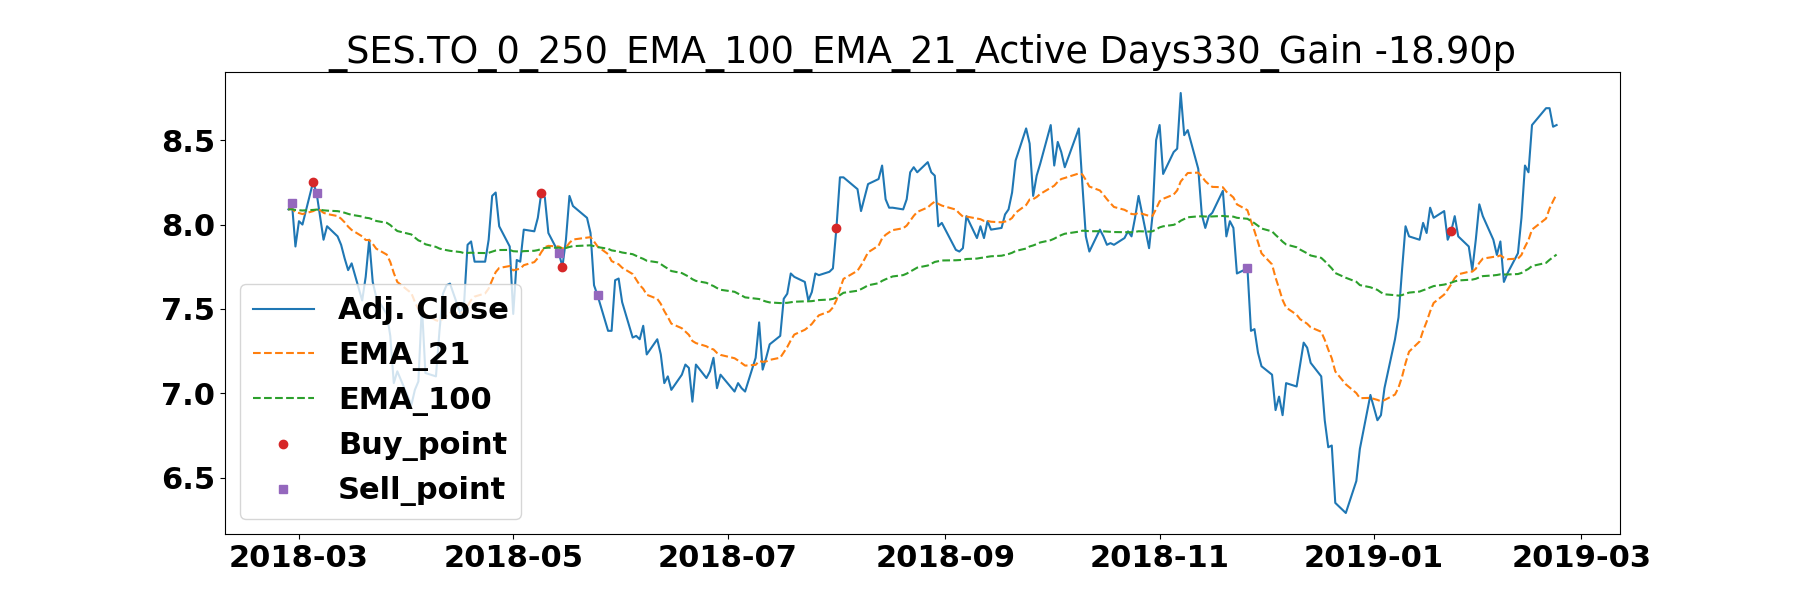 _SES.TO_0_250_EMA_100_EMA_21_Active Days330_Gain -18.90p
8.5
8.0
7.5
7.0
6.5
Adj. Close
EMA_21
EMA_100
Buy_point
Sell_point
2018-03 2018-05 2018-07 2018-09 2018-11 2019-01 2019-03